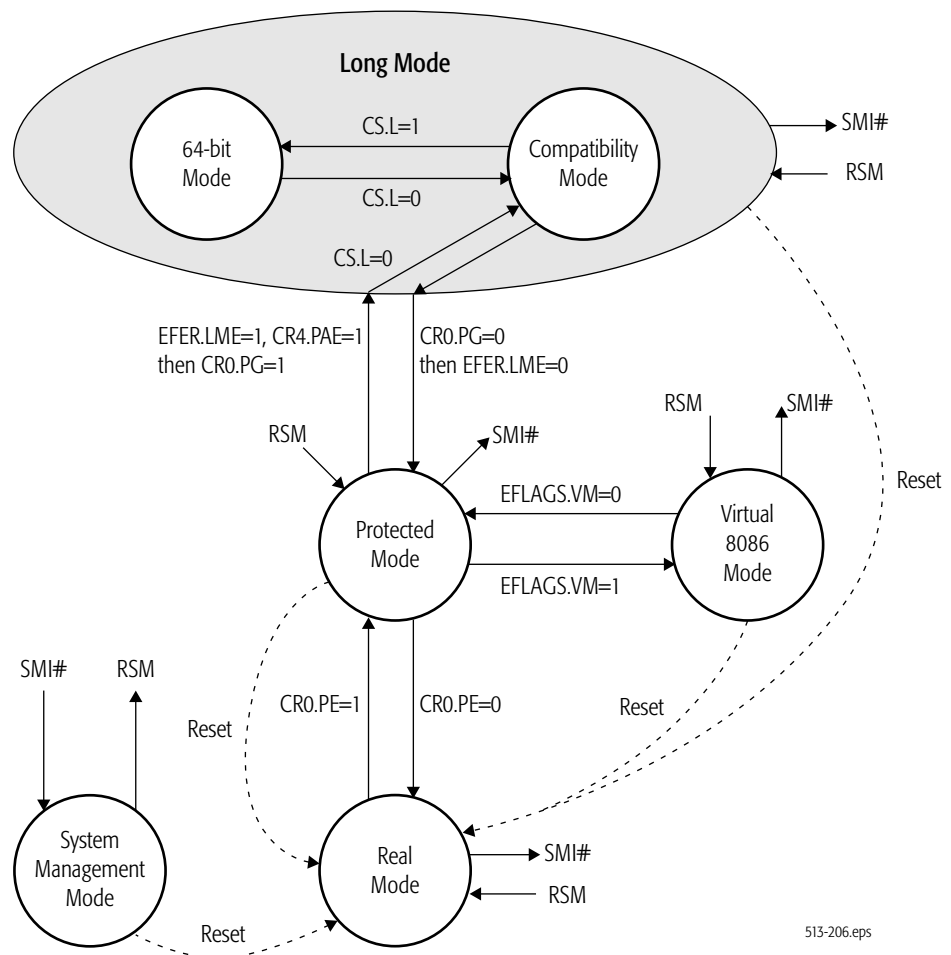 Long Mode
CS.L=1
SMI#
64-bit
Mode
Compatibility
Mode
RSM
CS.L=0
CS.L=0
EFER.LME=1, CR4.PAE=1
then CR0.PG=1
CR0.PG=0
then EFER.LME=0
RSM
SMI#
RSM
SMI#
Reset
EFLAGS.VM=0
Protected
Mode
Virtual
8086
Mode
EFLAGS.VM=1
SMI#
RSM
Reset
CR0.PE=1
CR0.PE=0
Reset
System
Management
Mode
Real
Mode
SMI#
RSM
Reset
513-206.eps